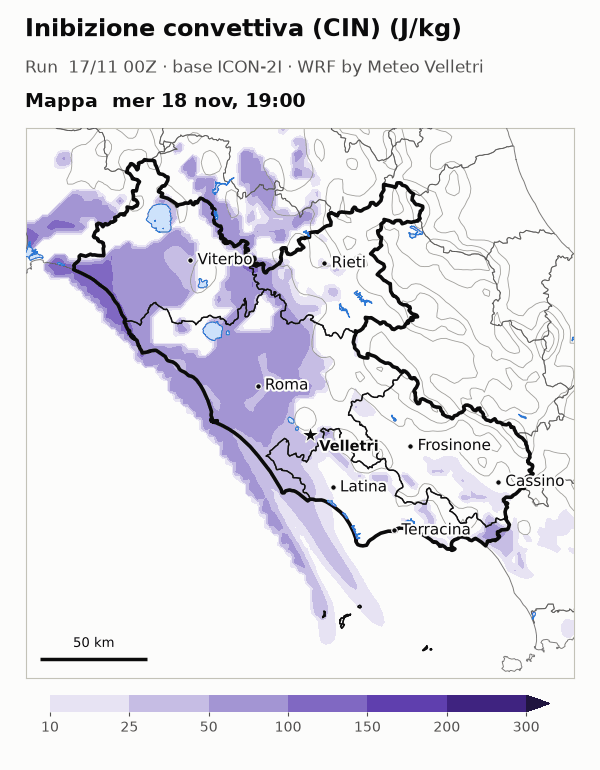 Inibizione convettiva (CIN) (J/kg)
Run  17/11 00Z · base ICON-2I · WRF by Meteo Velletri
Mappa  mer 18 nov, 19:00
Viterbo
Rieti
Roma
Velletri
Frosinone
Latina
Cassino
Terracina
50 km
10 25 50 100 150 200 300